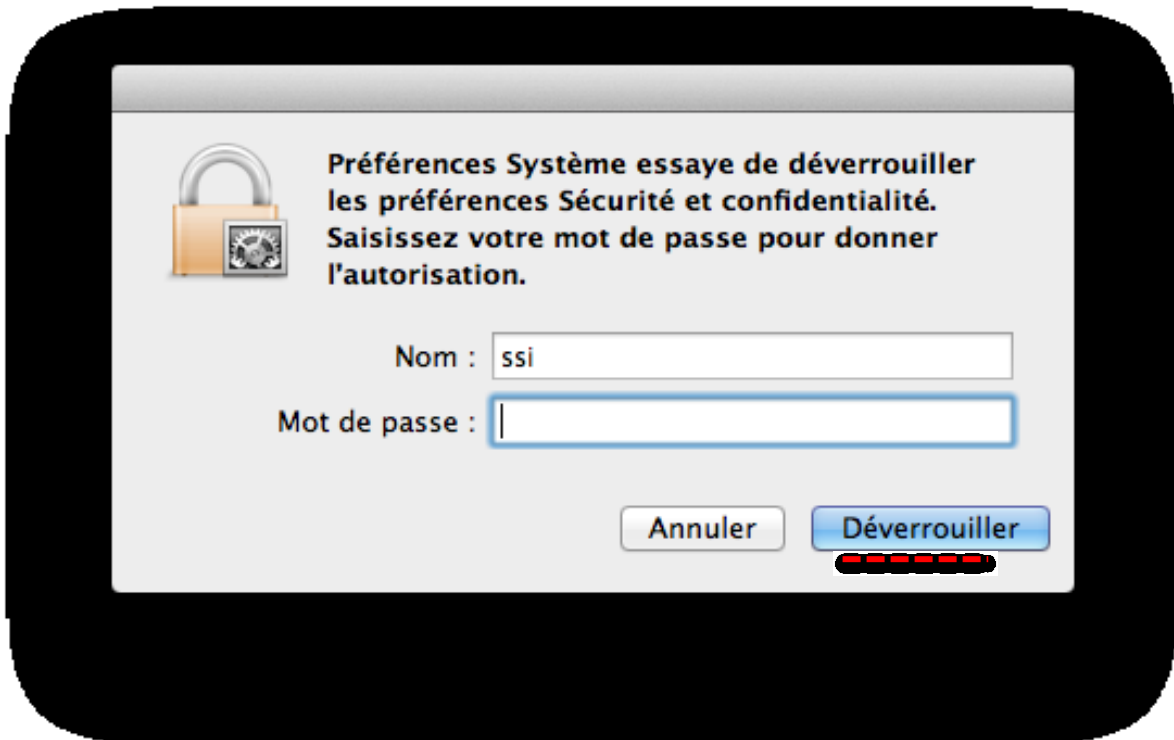 Préférences Système essaye de déverrouiller
les préférences Sécurité et confidentialité.
Saisissez votre mot de passe pour donner
l'autorisation.
Nom : ssi
Mot de passe :
Annuler Déverrouiller